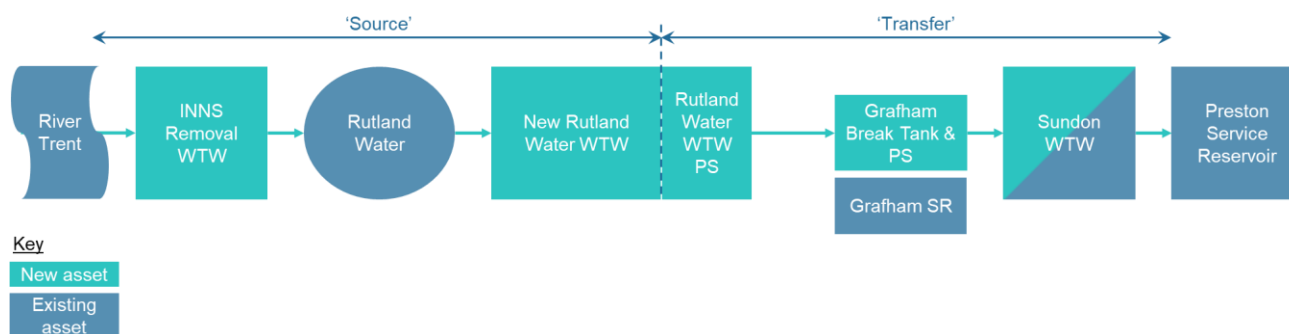 ‘Source’
‘Transfer’
River
Trent
INNS
Removal
WTW
Rutland
Water
New Rutland
Water WTW
Rutland
Water
WTW
PS
Grafham
Break Tank &
PS
Grafham SR
Sundon
WTW
Preston
Service
Reservoir
Key
New asset
Existing
asset